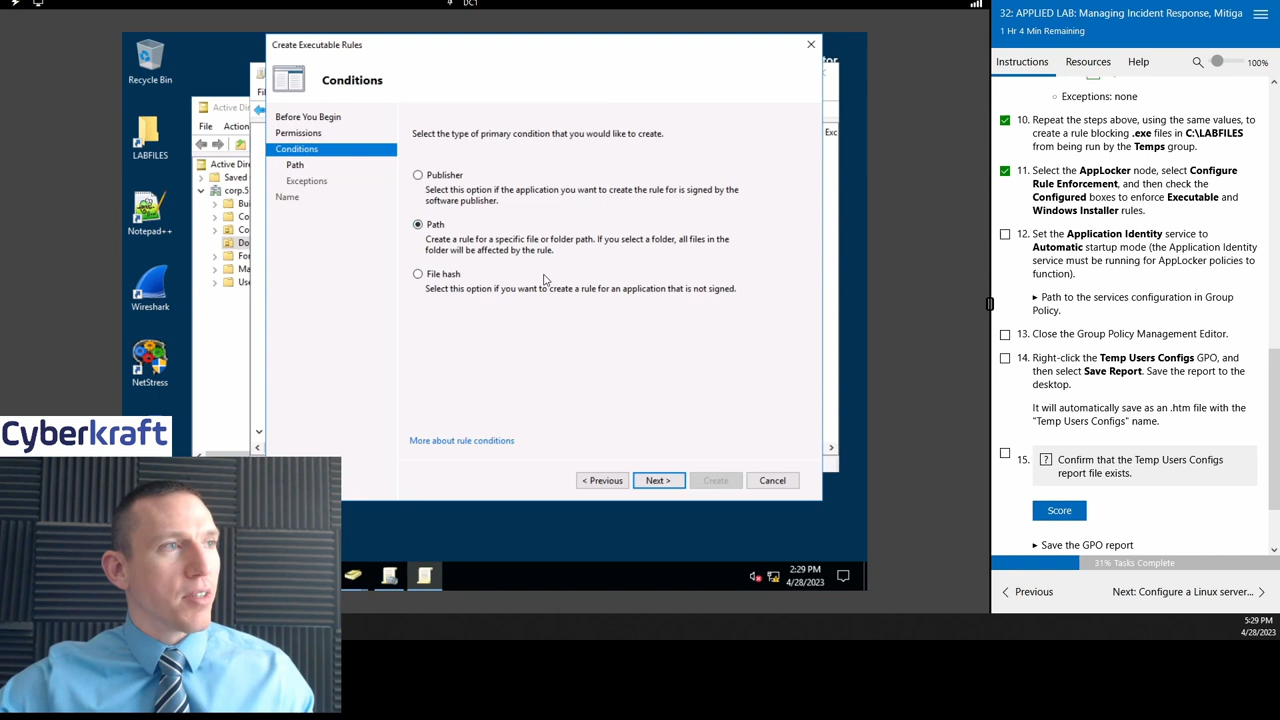 DC1
Recycle Bin
LABFILES
Notepad++
Wireshark
NetStress
Active Dire
File Action
Active Direc
Saved
corp.5
Bui
Co
Co
Do
For
Ma
Use
Fi
Exc
Create Executable Rules
Conditions
Before You Begin
Permissions
Conditions
Path
Exceptions
Name
Select the type of primary condition that you would like to create.
Publisher
Select this option if the application you want to create the rule for is signed by the
software publisher.
Path
Create a rule for a specific file or folder path. If you select a folder, all files in the
folder will be affected by the rule.
File hash
Select this option if you want to create a rule for an application that is not signed.
More about rule conditions
< Previous
Next >
Create
Cancel
2:29 PM
4/28/2023
Cyberkraft
32: APPLIED LAB: Managing Incident Response, Mitiga
1 Hr 4 Min Remaining
Instructions Resources Help 100%
Exceptions: none
10. Repeat the steps above, using the same values, to
create a rule blocking .exe files in C:\LABFILES
from being run by the Temps group.
11. Select the AppLocker node, select Configure
Rule Enforcement, and then check the
Configured boxes to enforce Executable and
Windows Installer rules.
12. Set the Application Identity service to
Automatic startup mode (the Application Identity
service must be running for AppLocker policies to
function).
Path to the services configuration in Group
Policy.
13. Close the Group Policy Management Editor.
14. Right-click the Temp Users Configs GPO, and
then select Save Report. Save the report to the
desktop.
It will automatically save as an .htm file with the
"Temp Users Configs" name.
15. ? Confirm that the Temp Users Configs
report file exists.
Score
Save the GPO report
31% Tasks Complete
Previous
Next: Configure a Linux server...
5:29 PM
4/28/2023